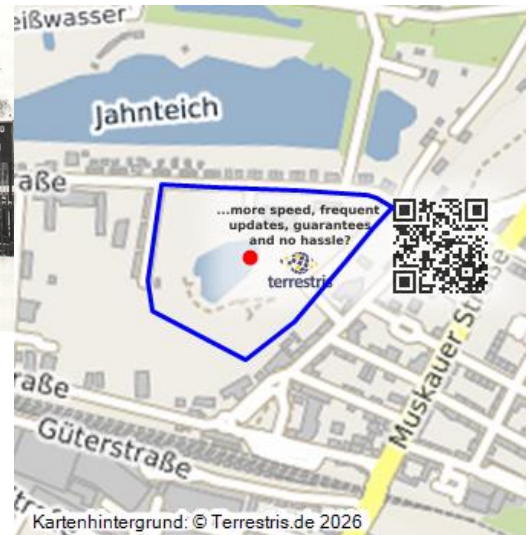 eißwasser
Jahnteich
aße
...more speed, frequent
updates, guarantees
and no hassle?
terrestris
Muskauer Straße
raße
Güterstraße
Kartenhintergrund: © Terrestris.de 2026